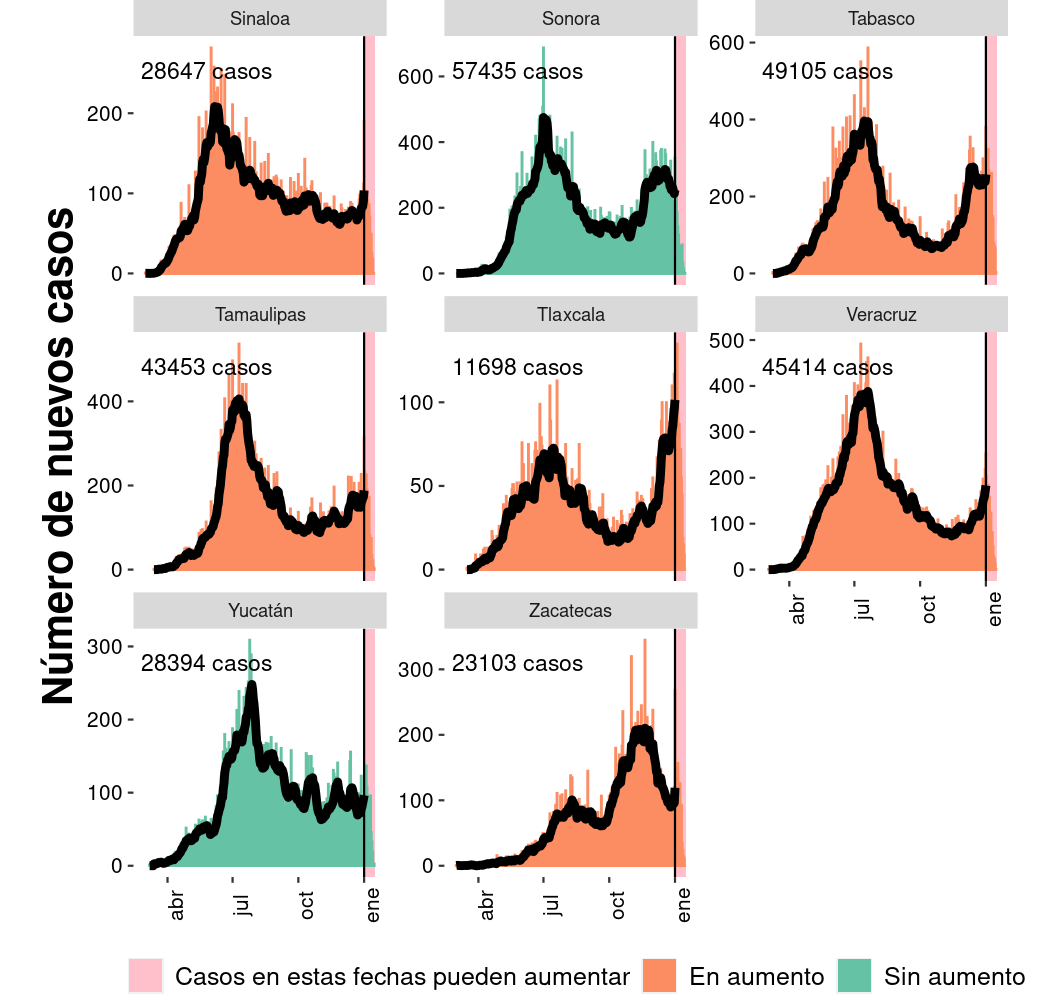 Número de nuevos casos
Sinaloa
28647 casos
200
100
0
Sonora
57435 casos
600
400
200
0
Tabasco
49105 casos
600
400
200
0
Tamaulipas
43453 casos
400
200
0
Tlaxcala
11698 casos
100
50
0
Veracruz
45414 casos
500
400
300
200
100
0
abr jul oct ene
Yucatán
28394 casos
300
200
100
0
abr jul oct ene
Zacatecas
23103 casos
300
200
100
0
abr jul oct ene
Casos en estas fechas pueden aumentar En aumento Sin aumento